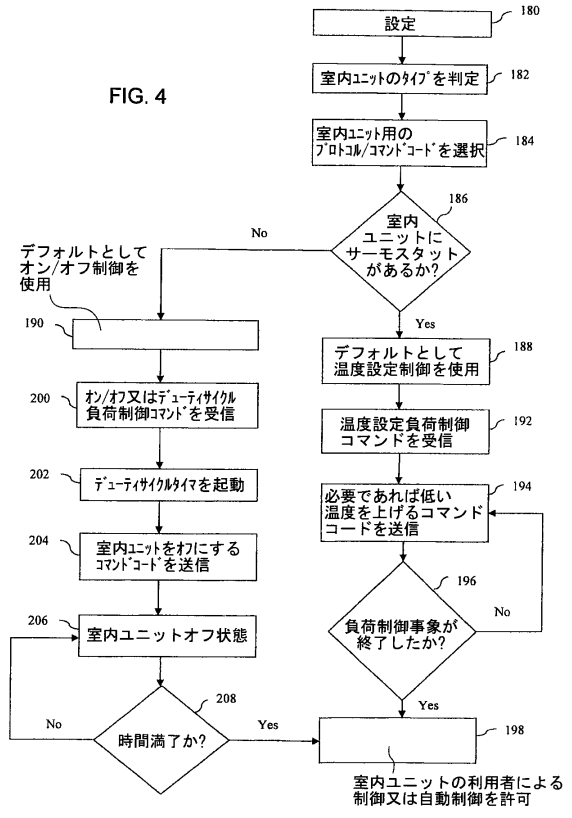 FIG. 4
設定
180
室内ユニットのタイプを判定
182
室内ユニット用の
プロトコル/コマンドコードを選択
184
186
室内
ユニットに
サーモスタット
があるか?
No
Yes
デフォルトとして
オン/オフ制御を
使用
190
デフォルトとして
温度設定制御を使用
188
オン/オフ又はデューティサイクル
負荷制御コマンドを受信
200
温度設定負荷制御
コマンドを受信
192
デューティサイクルタイマを起動
202
必要であれば低い
温度を上げるコマンド
コードを送信
194
室内ユニットをオフにする
コマンドコードを送信
204
196
負荷制御事象が
終了したか?
No
Yes
室内ユニットオフ状態
206
208
時間満了か?
No
Yes
198
室内ユニットの利用者による
制御又は自動制御を許可